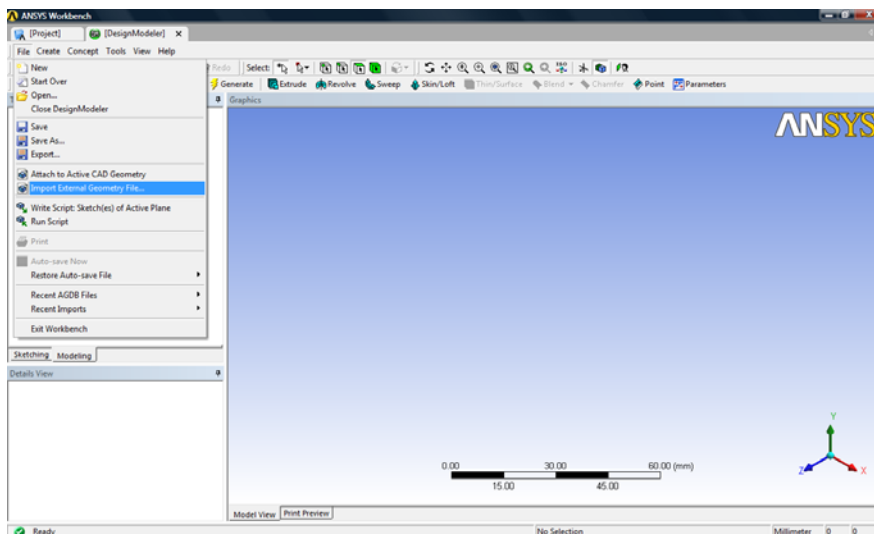 ANSYS Workbench
[Project] [DesignModeler]
File Create Concept Tools View Help
Redo Select:
New
Start Over
Open...
Close DesignModeler
Save
Save As...
Export...
Attach to Active CAD Geometry
Import External Geometry File...
Write Script: Sketch(es) of Active Plane
Run Script
Print
Auto-save Now
Restore Auto-save File
Recent AGDB Files
Recent Imports
Exit Workbench
Generate Extrude Revolve Sweep Skin/Loft Thin/Surface Blend Chamfer Point Parameters
Graphics
ANSYS
Sketching Modeling
Details View
0.00 30.00 60.00 (mm)
15.00 45.00
Y
Z X
Model View Print Preview
Ready No Selection Millimeter 0 0